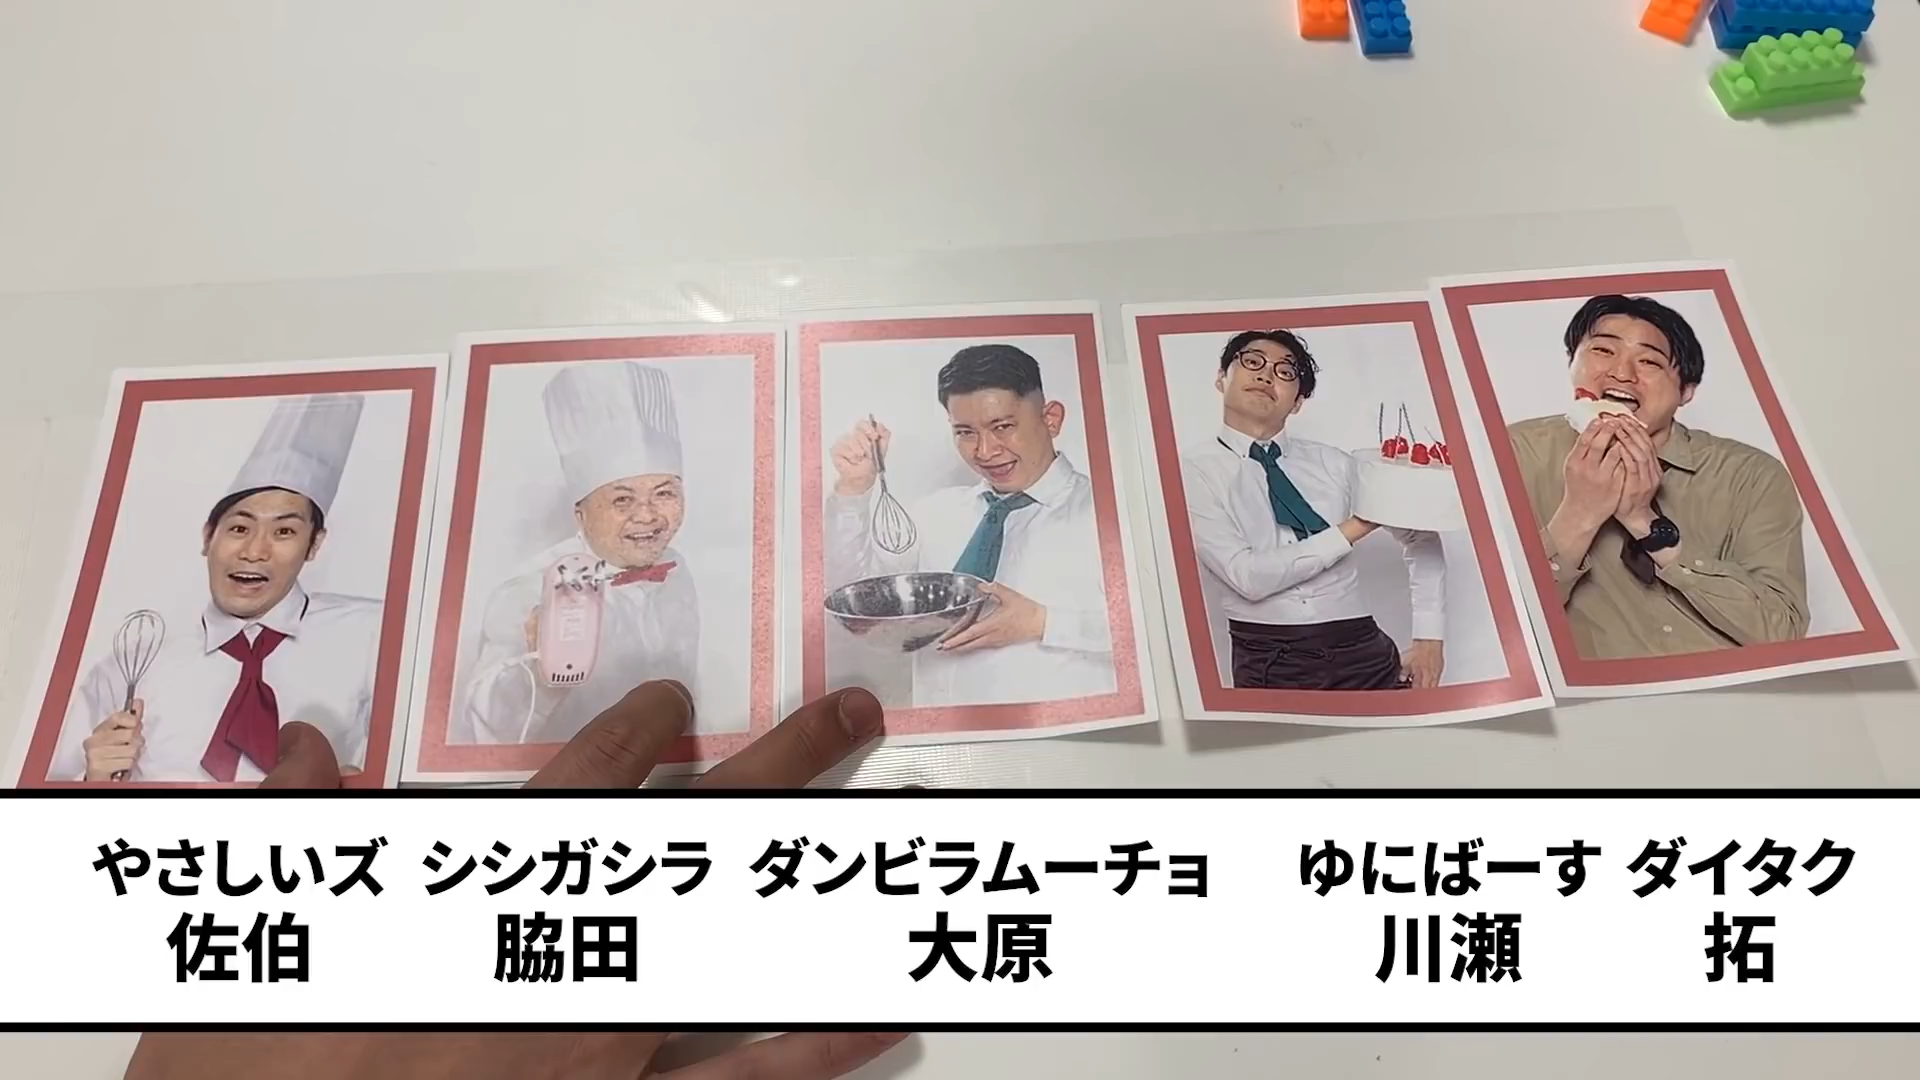 やさしいズ シシガシラ ダンビラムーチョ ゆにばーす ダイタク
佐伯 脇田 大原 川瀬 拓